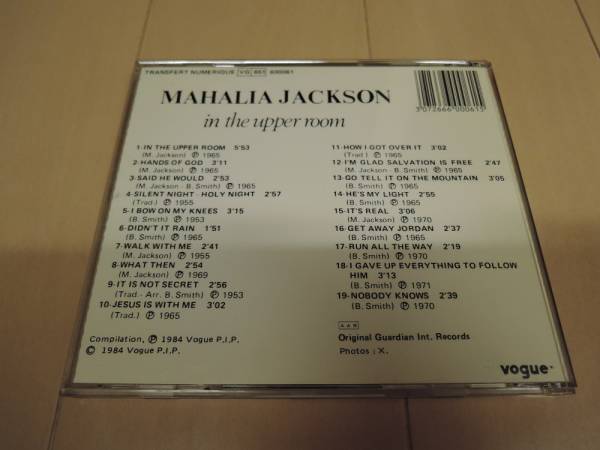 TRANSFERT NUMERIQUE VG 651 600061
MAHALIA JACKSON
in the upper room
3072666000615
1-IN THE UPPER ROOM 5'53
(M. Jackson) Ⓟ 1965
2-HANDS OF GOD 3'11
(M. Jackson) Ⓟ 1965
3-SAID HE WOULD 2'53
(M. Jackson - B. Smith) Ⓟ 1965
4-SILENT NIGHT - HOLY NIGHT 2'57
(Trad.) Ⓟ 1955
5-I BOW ON MY KNEES 3'15
(B. Smith) Ⓟ 1953
6-DIDN'T IT RAIN 1'51
(B. Smith) Ⓟ 1965
7-WALK WITH ME 2'41
(M. Jackson) Ⓟ 1955
8-WHAT THEN 2'54
(M. Jackson) Ⓟ 1969
9-IT IS NOT SECRET 2'56
(Trad.- Arr. B. Smith) Ⓟ 1953
10-JESUS IS WITH ME 3'02
(Trad.) Ⓟ 1965
11-HOW I GOT OVER IT 3'02
(Trad.) Ⓟ 1965
12-I'M GLAD SALVATION IS FREE 2'47
(M. Jackson - B. Smith) Ⓟ 1965
13-GO TELL IT ON THE MOUNTAIN 3'05
(B. Smith) Ⓟ 1965
14-HE'S MY LIGHT 2'55
(B. Smith) Ⓟ 1965
15-IT'S REAL 3'06
(M. Jackson) Ⓟ 1970
16-GET AWAY JORDAN 2'37
(B. Smith) Ⓟ 1965
17-RUN ALL THE WAY 2'19
(B. Smith) Ⓟ 1970
18-I GAVE UP EVERYTHING TO FOLLOW
HIM 3'13
(B. Smith) Ⓟ 1971
19-NOBODY KNOWS 2'39
(B. Smith) Ⓟ 1970
Compilation, Ⓟ 1984 Vogue P.I.P.
© 1984 Vogue P.I.P.
AAD
Original Guardian Int. Records
Photos : X.
vogue